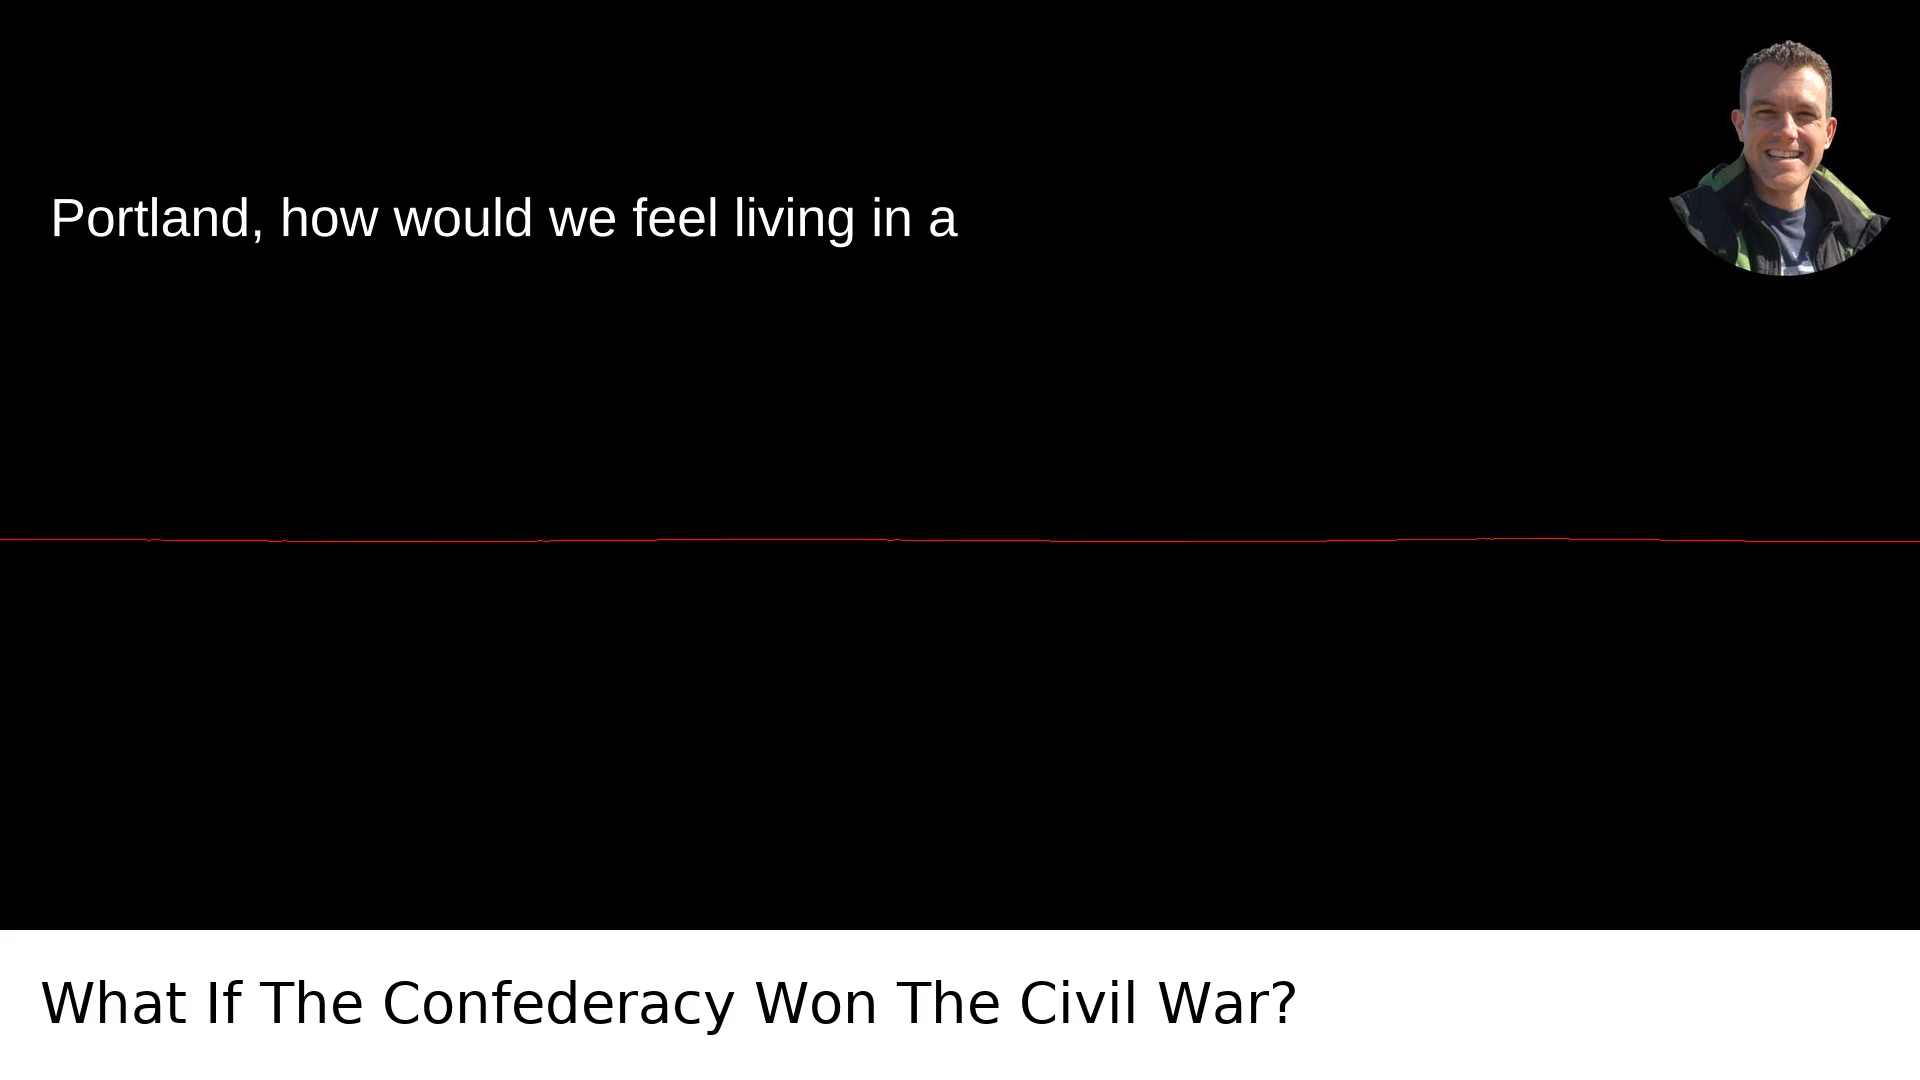 Portland, how would we feel living in a
What If The Confederacy Won The Civil War?